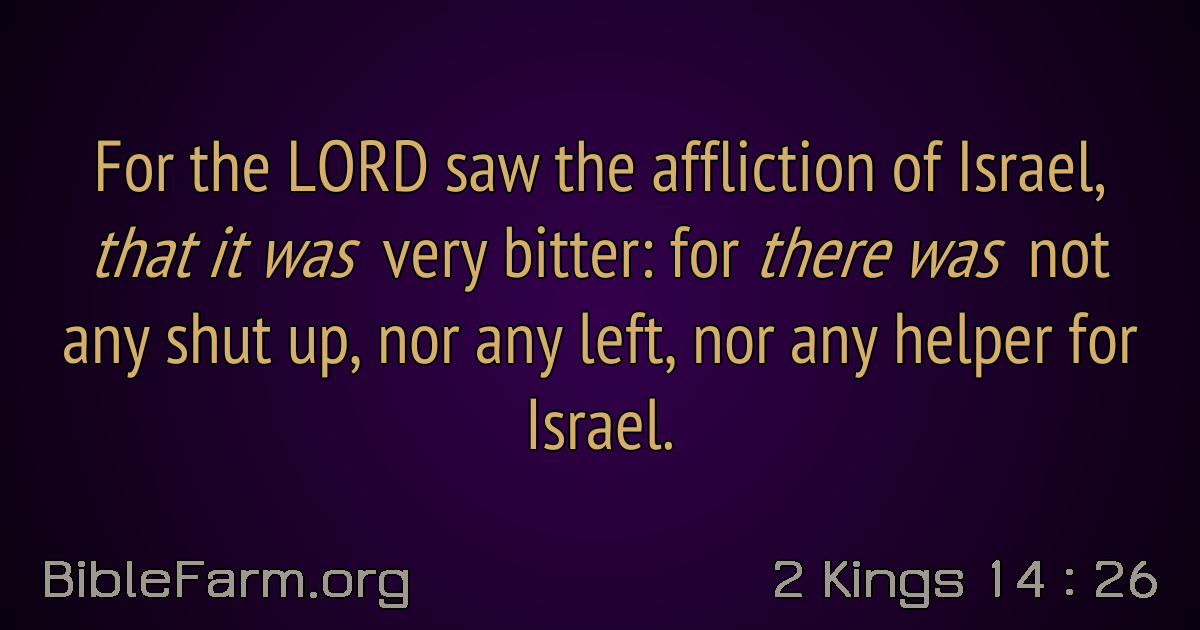 For the LORD saw the affliction of Israel,
that it was very bitter: for there was not
any shut up, nor any left, nor any helper for
Israel.
BibleFarm.org
2 Kings 14 : 26